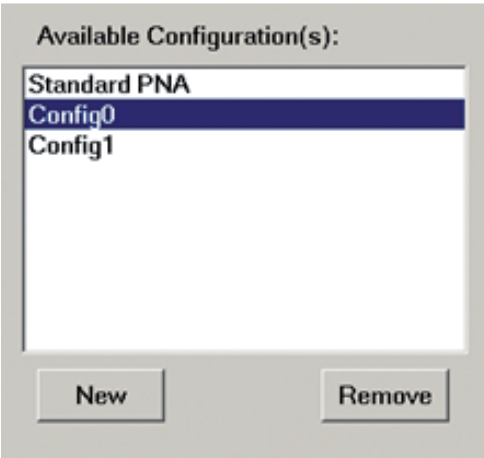 Available Configuration(s):
Standard PNA
Config0
Config1
New
Remove